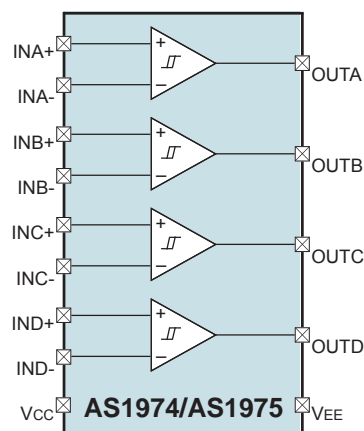 INA+
INA-
OUTA
INB+
INB-
OUTB
INC+
INC-
OUTC
IND+
IND-
OUTD
VCC
AS1974/AS1975
VEE
+
−
+
−
+
−
+
−